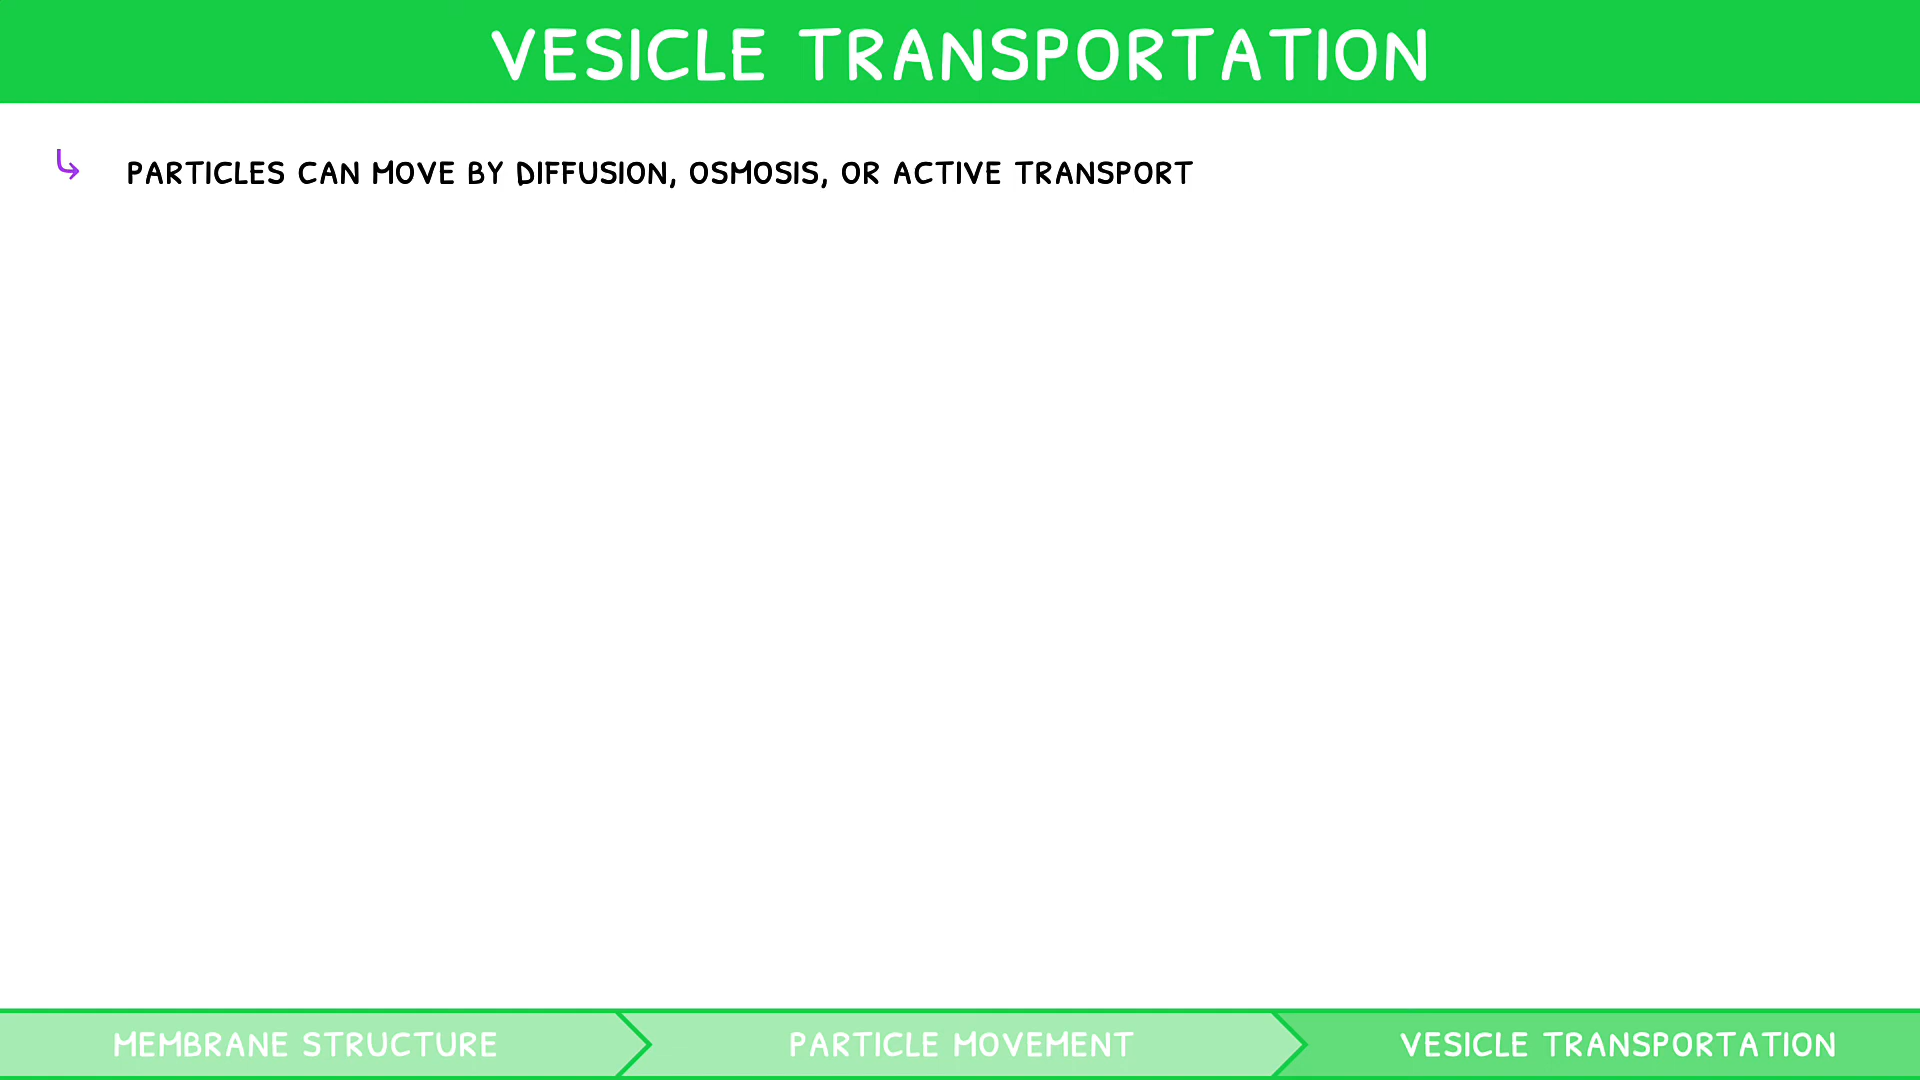 VESICLE TRANSPORTATION
PARTICLES CAN MOVE BY DIFFUSION, OSMOSIS, OR ACTIVE TRANSPORT
MEMBRANE STRUCTURE
PARTICLE MOVEMENT
VESICLE TRANSPORTATION